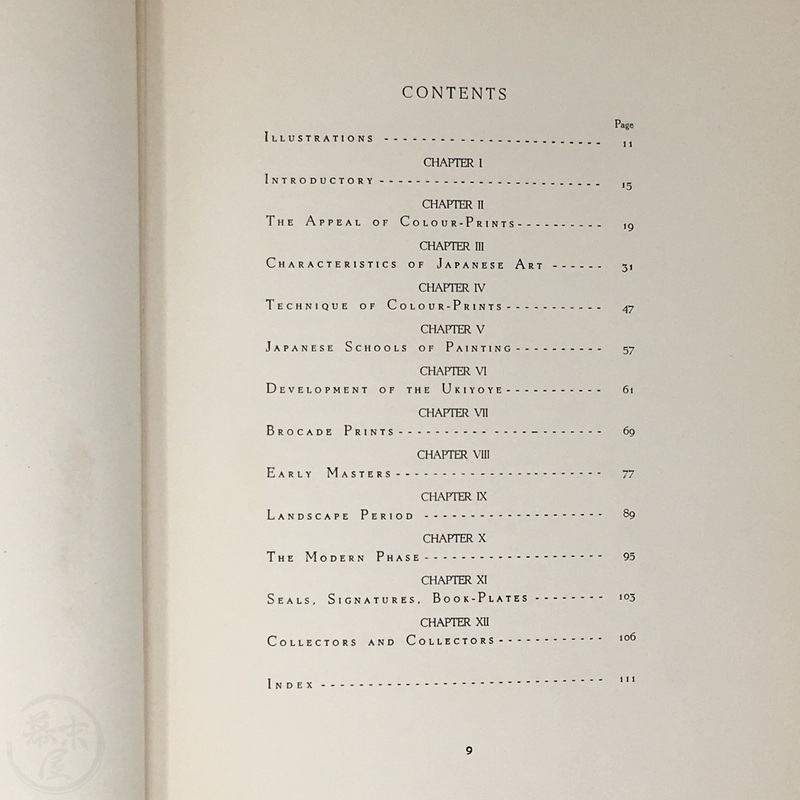 CONTENTS
Page
ILLUSTRATIONS - - - - - - - - - - - - - - - - - - - - - - - 11
CHAPTER I
INTRODUCTORY - - - - - - - - - - - - - - - - - - - - - - - 15
CHAPTER II
THE APPEAL OF COLOUR-PRINTS - - - - - - - - - - 19
CHAPTER III
CHARACTERISTICS OF JAPANESE ART - - - - - - 31
CHAPTER IV
TECHNIQUE OF COLOUR-PRINTS - - - - - - - - - - - 47
CHAPTER V
JAPANESE SCHOOLS OF PAINTING - - - - - - - - - - 57
CHAPTER VI
DEVELOPMENT OF THE UKIYOYE - - - - - - - - - - - 61
CHAPTER VII
BROCADE PRINTS - - - - - - - - - - - - - - - - - - - - - 69
CHAPTER VIII
EARLY MASTERS - - - - - - - - - - - - - - - - - - - - - - 77
CHAPTER IX
LANDSCAPE PERIOD - - - - - - - - - - - - - - - - - - - 89
CHAPTER X
THE MODERN PHASE - - - - - - - - - - - - - - - - - - - 95
CHAPTER XI
SEALS, SIGNATURES, BOOK-PLATES - - - - - - - - 103
CHAPTER XII
COLLECTORS AND COLLECTORS - - - - - - - - - - - - 106
INDEX - - - - - - - - - - - - - - - - - - - - - - - - - - - - 111
9
幕末
屋